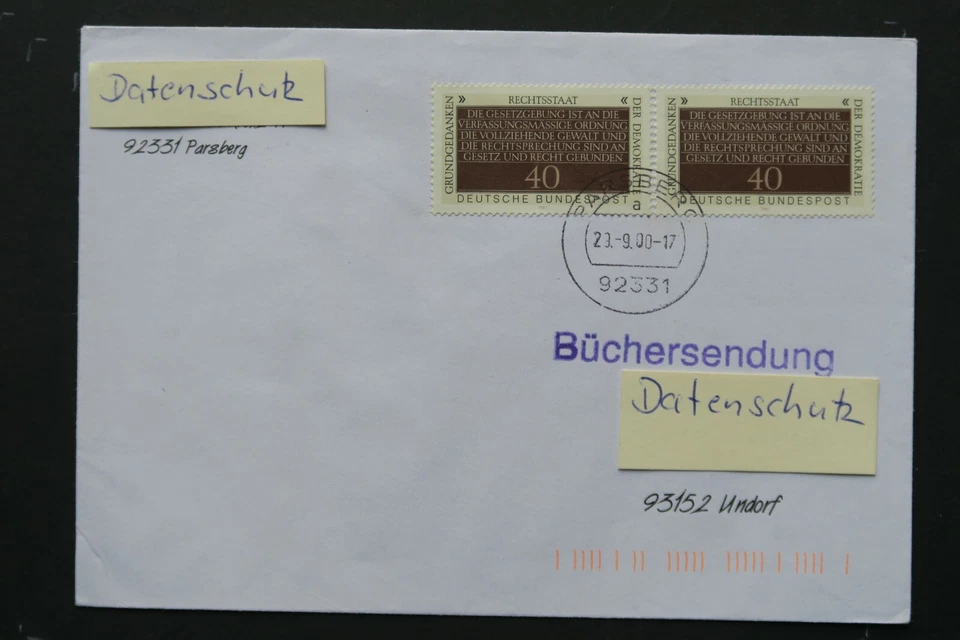 Datenschutz
92331 Parsberg
» RECHTSSTAAT «
GRUNDGEDANKEN
DIE GESETZGEBUNG IST AN DIE
VERFASSUNGSMÄSSIGE ORDNUNG
DIE VOLLZIEHENDE GEWALT UND
DIE RECHTSPRECHUNG SIND AN
GESETZ UND RECHT GEBUNDEN
DER DEMOKRATIE
40
DEUTSCHE BUNDESPOST
» RECHTSSTAAT «
GRUNDGEDANKEN
DIE GESETZGEBUNG IST AN DIE
VERFASSUNGSMÄSSIGE ORDNUNG
DIE VOLLZIEHENDE GEWALT UND
DIE RECHTSPRECHUNG SIND AN
GESETZ UND RECHT GEBUNDEN
DER DEMOKRATIE
40
DEUTSCHE BUNDESPOST
PARSBERG
a
-9.00-17
92331
Büchersendung
Datenschutz
93152 Undorf